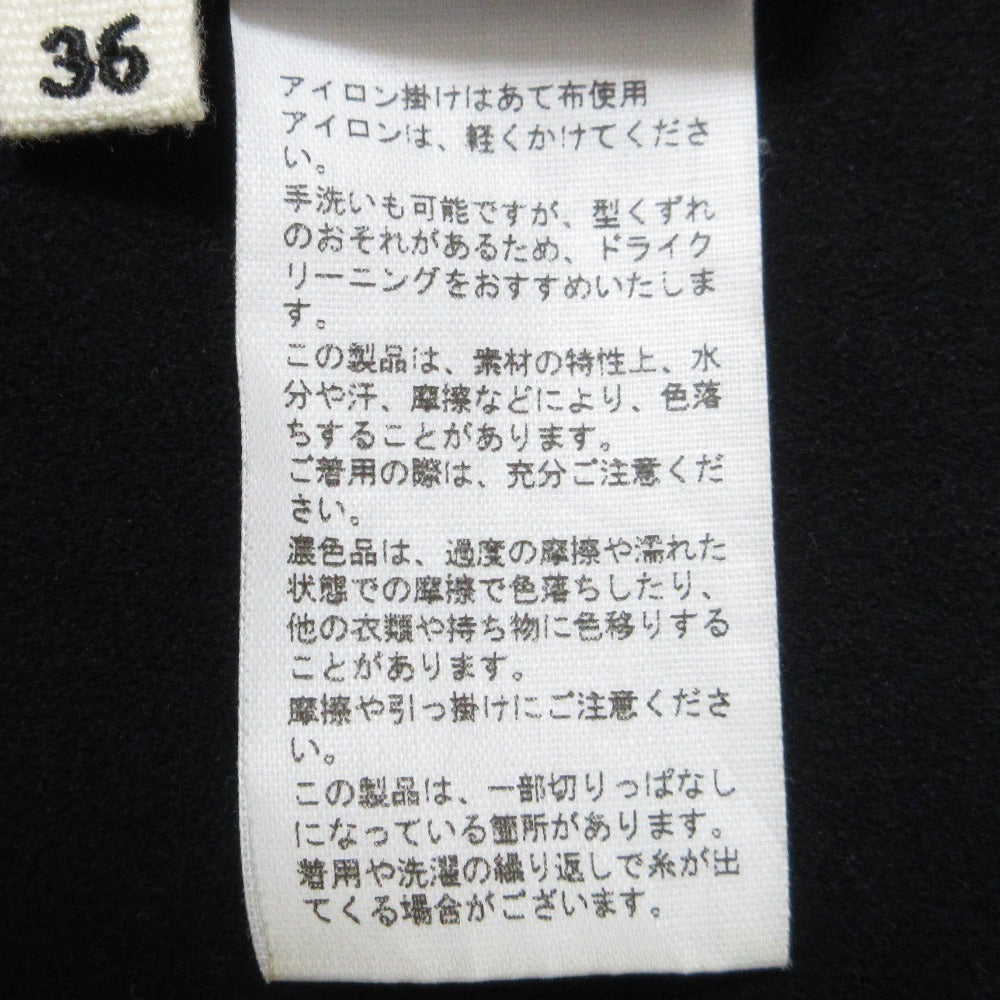 36
アイロン掛けはあて布使用
アイロンは、軽くかけてくださ
い。
手洗いも可能ですが、型くずれ
のおそれがあるため、ドライク
リーニングをおすすめいたしま
す。
この製品は、素材の特性上、水
分や汗、摩擦などにより、色落
ちすることがあります。
ご着用の際は、充分ご注意くだ
さい。
濃色品は、過度の摩擦や濡れた
状態での摩擦で色落ちしたり、
他の衣類や持ち物に色移りする
ことがあります。
摩擦や引っ掛けにご注意くださ
い。
この製品は、一部切りっぱなし
になっている箇所があります。
着用や洗濯の繰り返しで糸が出
てくる場合がございます。